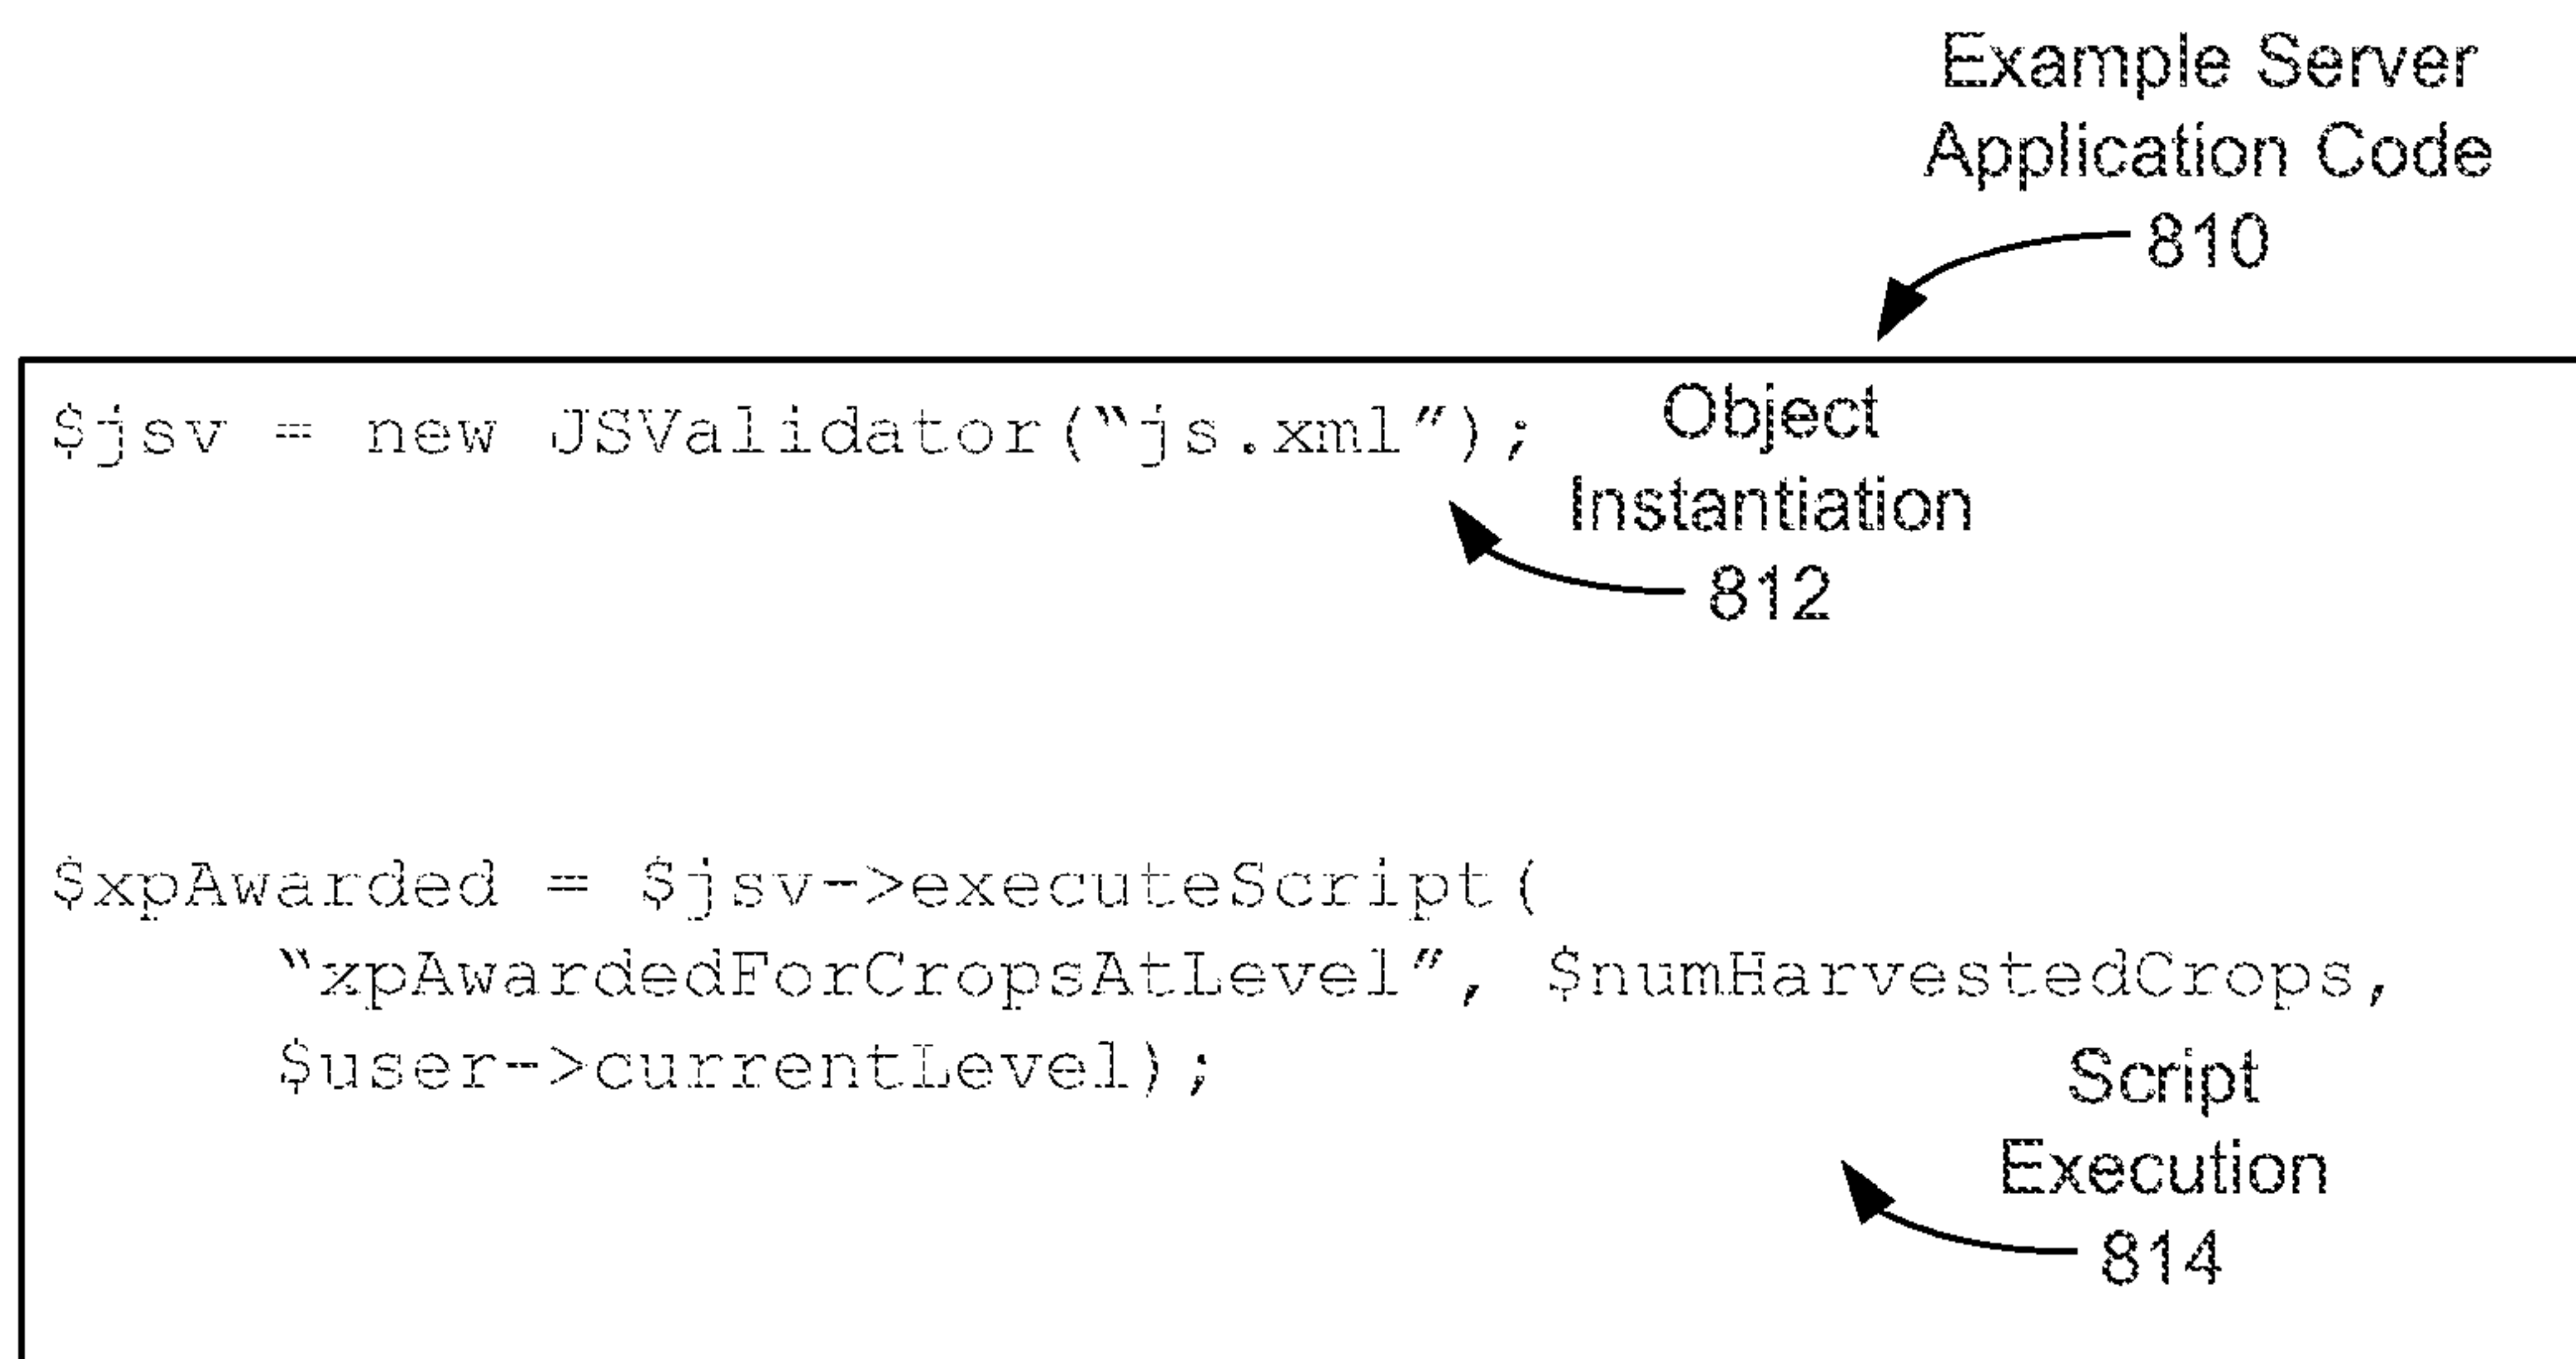 Example Server
Application Code
810
$jsv = new JSValidator(“js.xml”);
Object
Instantiation
812
$xpAwarded = $jsv->executeScript(
“xpAwardedForCropsAtLevel”, $numHarvestedCrops,
$user->currentLevel);
Script
Execution
814